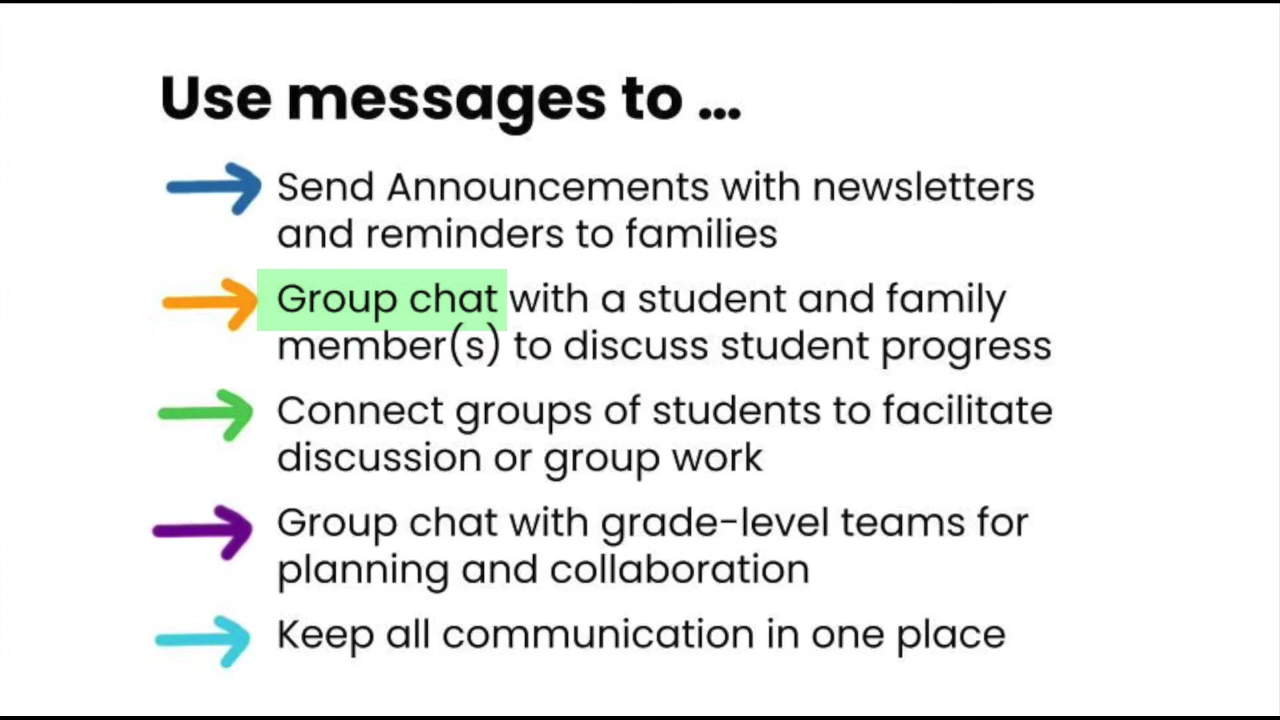 Use messages to ...
Send Announcements with newsletters
and reminders to families
Group chat with a student and family
member(s) to discuss student progress
Connect groups of students to facilitate
discussion or group work
Group chat with grade-level teams for
planning and collaboration
Keep all communication in one place